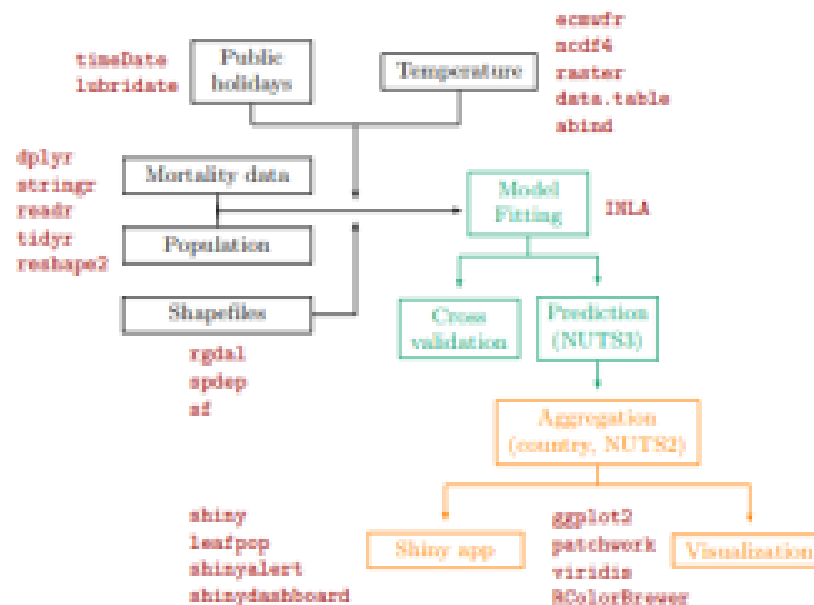 timeDate
lubridate
Public
holidays
Temperature
ecmwfr
ncdf4
raster
data.table
abind
dplyr
stringr
readr
tidyr
reshape2
Mortality data
Population
Shapefiles
rgdal
spdep
sf
Model
Fitting
INLA
Cross
validation
Prediction
(NUTS3)
Aggregation
(country, NUTS2)
shiny
leafpop
shinyalert
shinydashboard
Shiny app
ggplot2
patchwork
viridis
RColorBrewer
Visualization